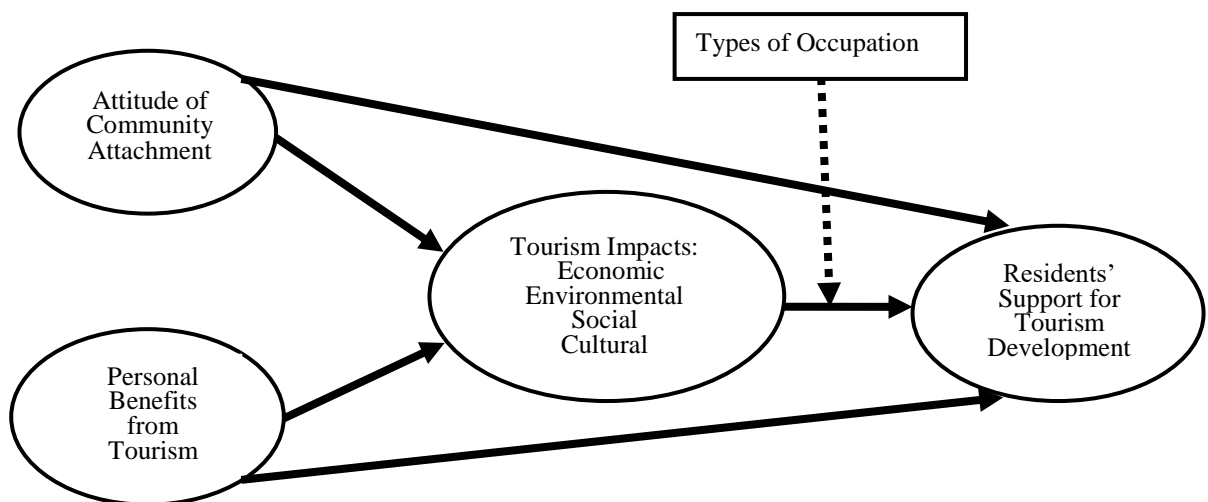 Types of Occupation
Attitude of
Community
Attachment
Tourism Impacts:
Economic
Environmental
Social
Cultural
Residents’
Support for
Tourism
Development
Personal
Benefits
from
Tourism